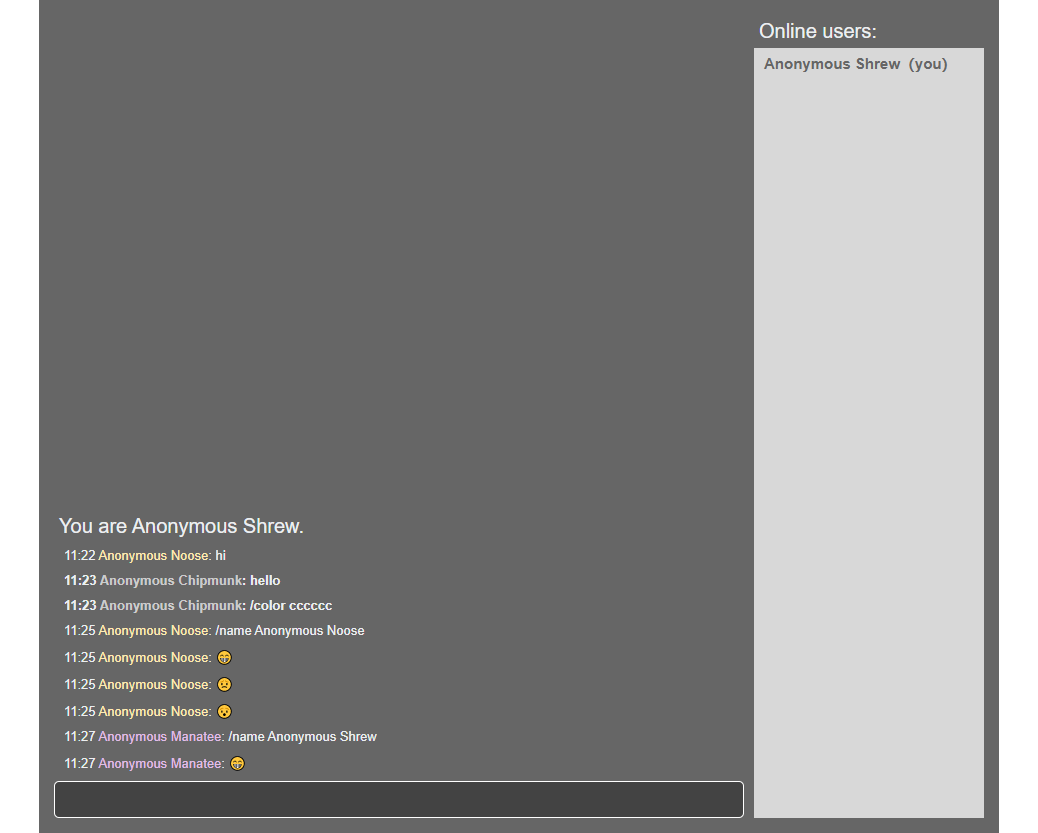 Online users:
Anonymous Shrew (you)
You are Anonymous Shrew.
11:22 Anonymous Noose: hi
11:23 Anonymous Chipmunk: hello
11:23 Anonymous Chipmunk: /color cccccc
11:25 Anonymous Noose: /name Anonymous Noose
11:25 Anonymous Noose: 😁
11:25 Anonymous Noose: ☹
11:25 Anonymous Noose: 😮
11:27 Anonymous Manatee: /name Anonymous Shrew
11:27 Anonymous Manatee: 😁